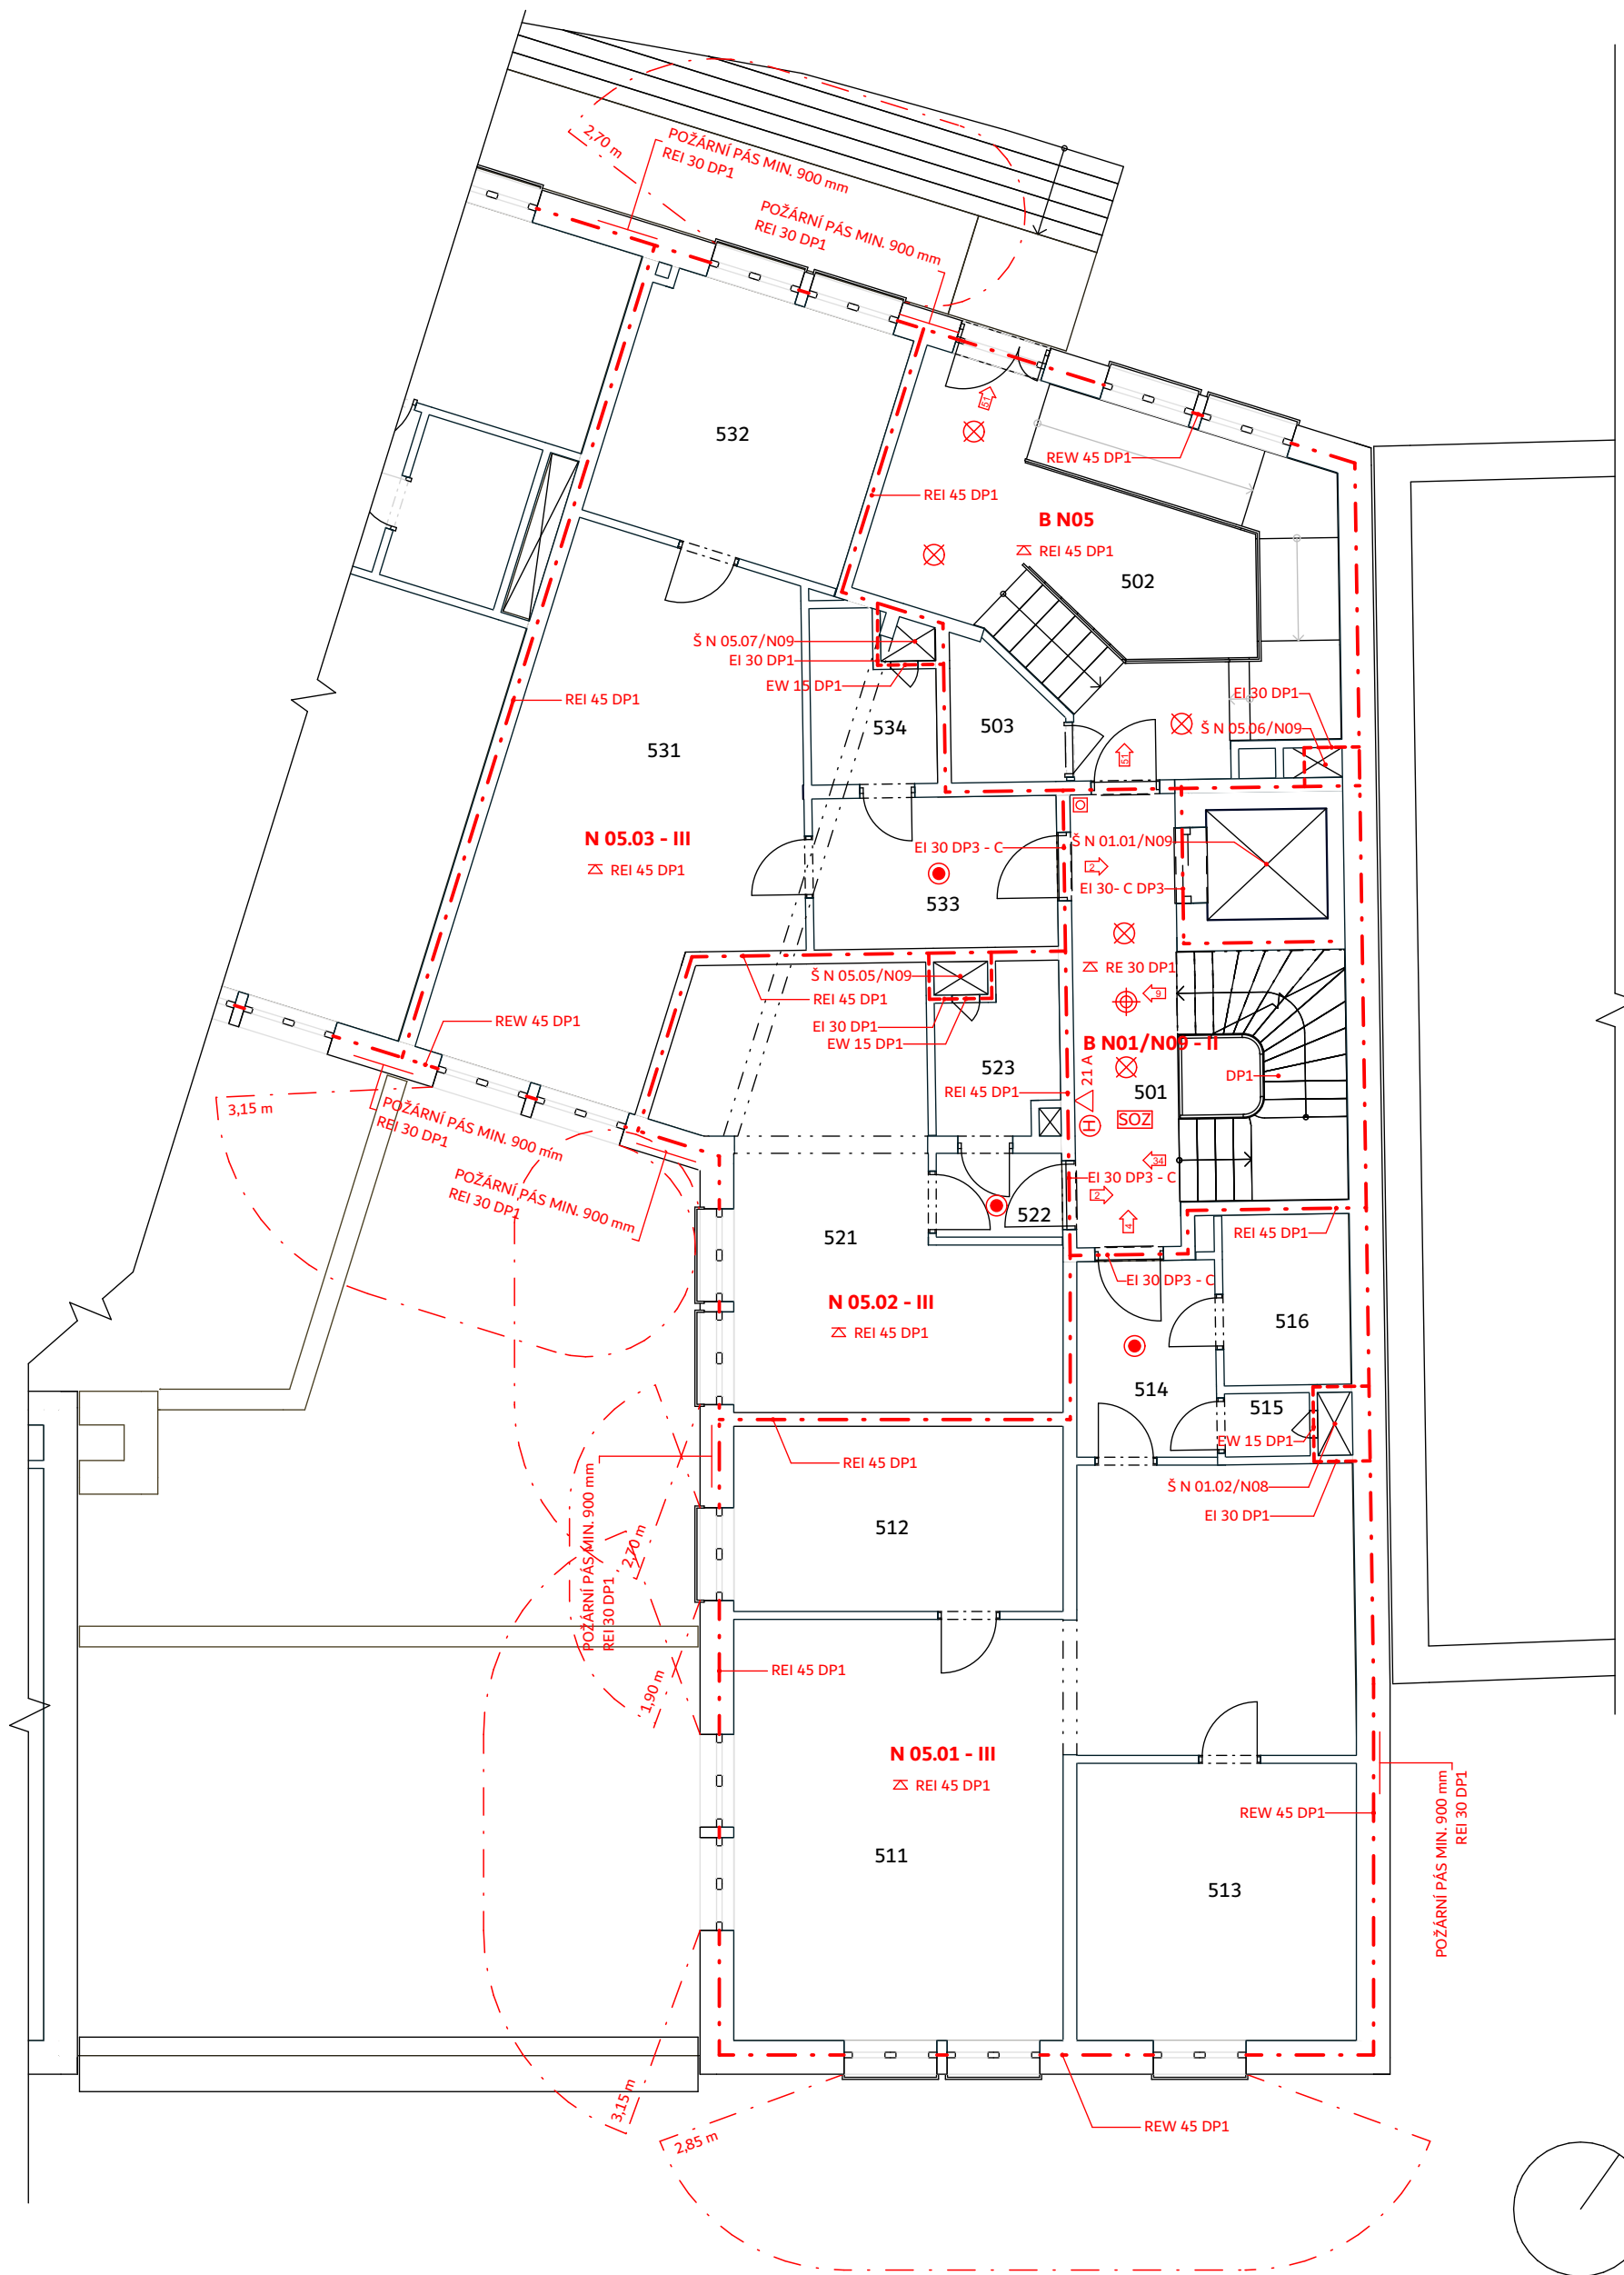 2,70 m
POŽÁRNÍ PÁS MIN. 900 mm
REI 30 DP1
POŽÁRNÍ PÁS MIN. 900 mm
REI 30 DP1
51
532
REW 45 DP1
REI 45 DP1
B N05
REI 45 DP1
502
Š N 05.07/N09
EI 30 DP1
EW 15 DP1
REI 45 DP1
534
503
EI 30 DP1
Š N 05.06/N09
531
51
N 05.03 - III
REI 45 DP1
EI 30 DP3 - C
Š N 01.01/N09
2
EI 30- C DP3
533
RE 30 DP1
Š N 05.05/N09
9
REI 45 DP1
REW 45 DP1
EI 30 DP1
EW 15 DP1
B N01/N09 - II
523
21 A
DP1
REI 45 DP1
501
H
SOZ
3,15 m
POŽÁRNÍ PÁS MIN. 900 mm
REI 30 DP1
POŽÁRNÍ PÁS MIN. 900 mm
REI 30 DP1
34
EI 30 DP3 - C
2
522
4
521
REI 45 DP1
EI 30 DP3 - C
N 05.02 - III
REI 45 DP1
516
514
515
EW 15 DP1
REI 45 DP1
Š N 01.02/N08
EI 30 DP1
512
2,70 m
POŽÁRNÍ PÁS MIN. 900 mm
REI 30 DP1
REI 45 DP1
1,90 m
N 05.01 - III
REI 45 DP1
REW 45 DP1
POŽÁRNÍ PÁS MIN. 900 mm
REI 30 DP1
511
513
3,15 m
2,85 m
REW 45 DP1